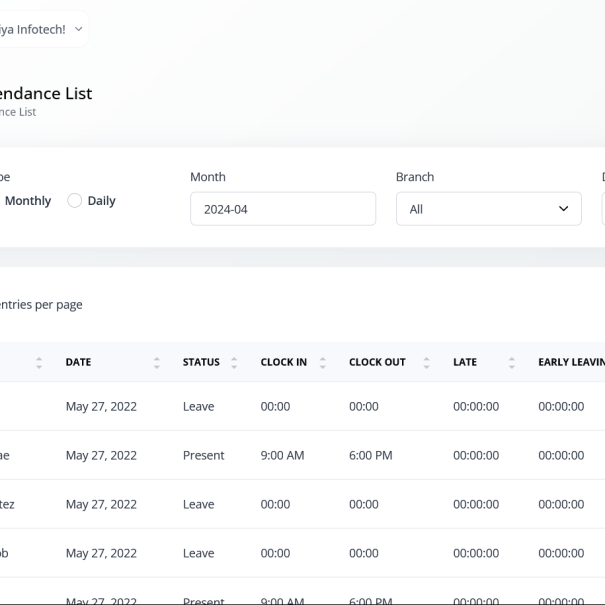 iya Infotech!
endance List
nce List
pe Month Branch
Monthly Daily 2024-04 All
entries per page
DATE STATUS CLOCK IN CLOCK OUT LATE EARLY LEAVIN
May 27, 2022 Leave 00:00 00:00 00:00:00 00:00:00
ae May 27, 2022 Present 9:00 AM 6:00 PM 00:00:00 00:00:00
tez May 27, 2022 Leave 00:00 00:00 00:00:00 00:00:00
ob May 27, 2022 Leave 00:00 00:00 00:00:00 00:00:00
May 27, 2022 Present 9:00 AM 6:00 PM 00:00:00 00:00:00